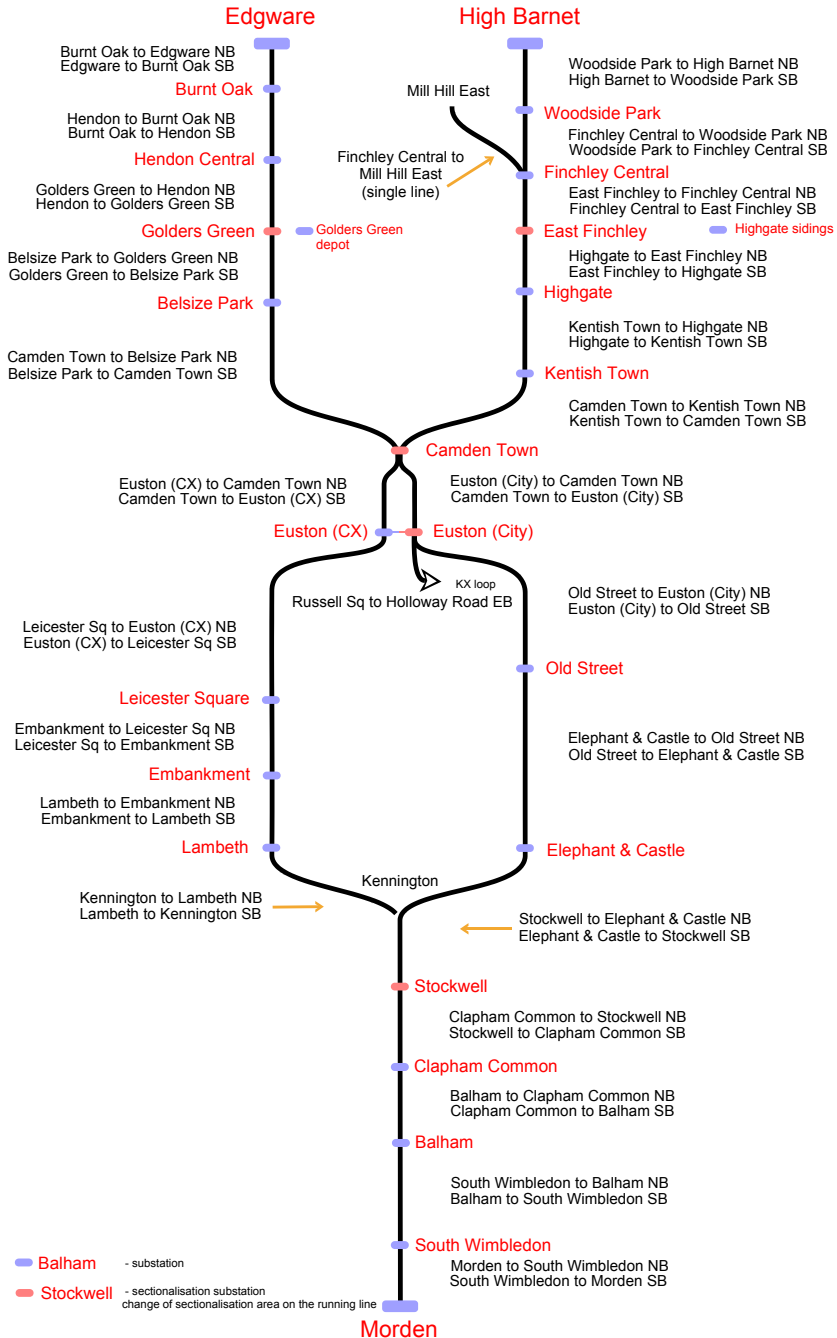 Edgware
High Barnet
Burnt Oak to Edgware NB
Edgware to Burnt Oak SB
Woodside Park to High Barnet NB
High Barnet to Woodside Park SB
Burnt Oak
Mill Hill East
Woodside Park
Hendon to Burnt Oak NB
Burnt Oak to Hendon SB
Finchley Central to Woodside Park NB
Woodside Park to Finchley Central SB
Hendon Central
Finchley Central to
Mill Hill East
(single line)
Finchley Central
Golders Green to Hendon NB
Hendon to Golders Green SB
East Finchley to Finchley Central NB
Finchley Central to East Finchley SB
Golders Green
Golders Green
depot
East Finchley
Highgate sidings
Belsize Park to Golders Green NB
Golders Green to Belsize Park SB
Highgate to East Finchley NB
East Finchley to Highgate SB
Belsize Park
Highgate
Kentish Town to Highgate NB
Highgate to Kentish Town SB
Camden Town to Belsize Park NB
Belsize Park to Camden Town SB
Kentish Town
Camden Town to Kentish Town NB
Kentish Town to Camden Town SB
Camden Town
Euston (CX) to Camden Town NB
Camden Town to Euston (CX) SB
Euston (City) to Camden Town NB
Camden Town to Euston (City) SB
Euston (CX)
Euston (City)
KX loop
Russell Sq to Holloway Road EB
Old Street to Euston (City) NB
Euston (City) to Old Street SB
Leicester Sq to Euston (CX) NB
Euston (CX) to Leicester Sq SB
Old Street
Leicester Square
Embankment to Leicester Sq NB
Leicester Sq to Embankment SB
Elephant & Castle to Old Street NB
Old Street to Elephant & Castle SB
Embankment
Lambeth to Embankment NB
Embankment to Lambeth SB
Lambeth
Elephant & Castle
Kennington
Kennington to Lambeth NB
Lambeth to Kennington SB
Stockwell to Elephant & Castle NB
Elephant & Castle to Stockwell SB
Stockwell
Clapham Common to Stockwell NB
Stockwell to Clapham Common SB
Clapham Common
Balham to Clapham Common NB
Clapham Common to Balham SB
Balham
South Wimbledon to Balham NB
Balham to South Wimbledon SB
South Wimbledon
Morden to South Wimbledon NB
South Wimbledon to Morden SB
Balham - substation
Stockwell - sectionalisation substation
change of sectionalisation area on the running line
Morden